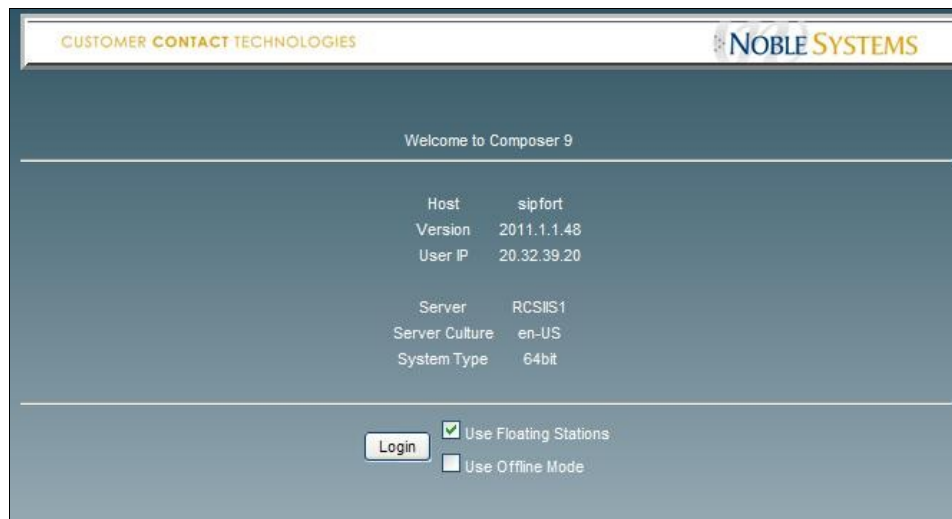 CUSTOMER CONTACT TECHNOLOGIES
NOBLE SYSTEMS
Welcome to Composer 9
Host sipfort
Version 2011.1.1.48
User IP 20.32.39.20
Server RCSIIS1
Server Culture en-US
System Type 64bit
Login
Use Floating Stations
Use Offline Mode